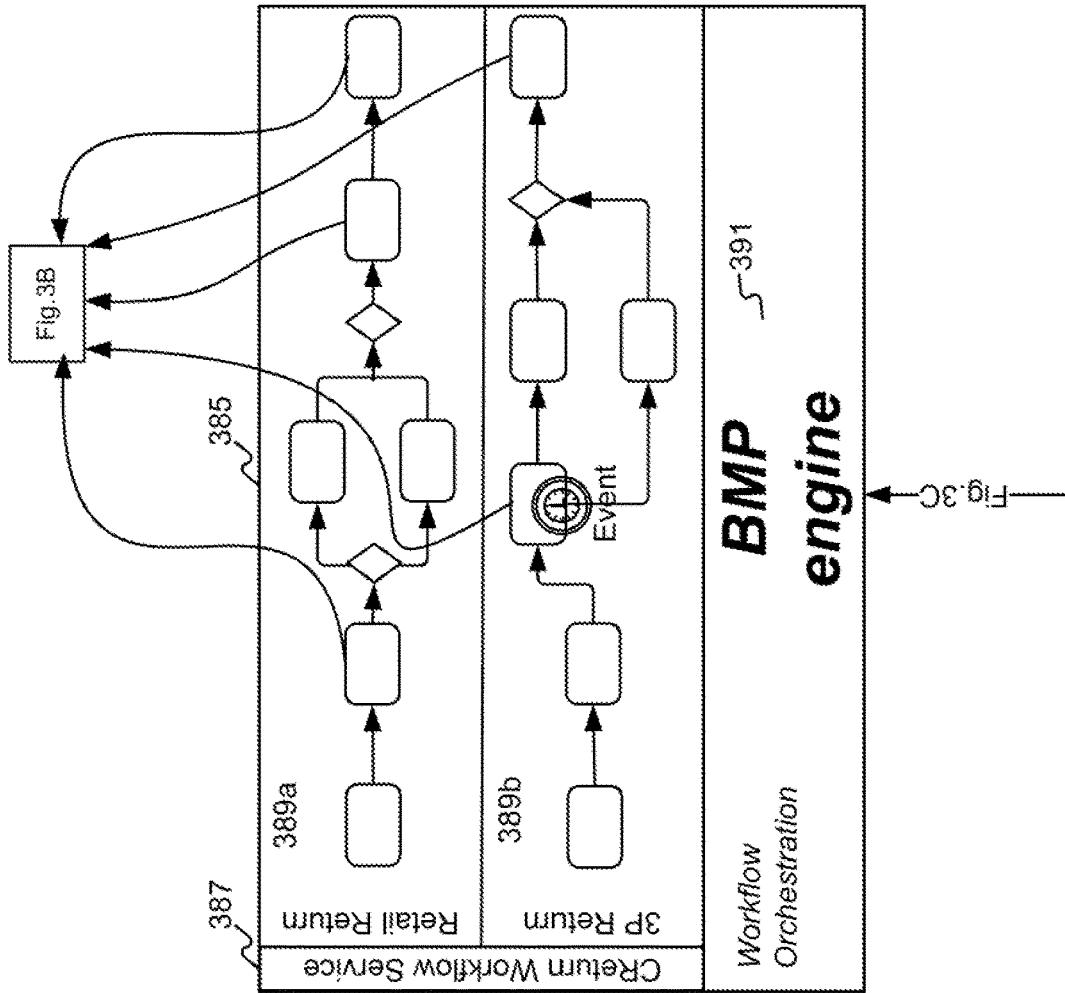 Fig.3B
387
385
CReturn Workflow Service
Retail Return
389a
3P Return
389b
Event
Workflow
Orchestration
BMP
engine
391
Fig.3C